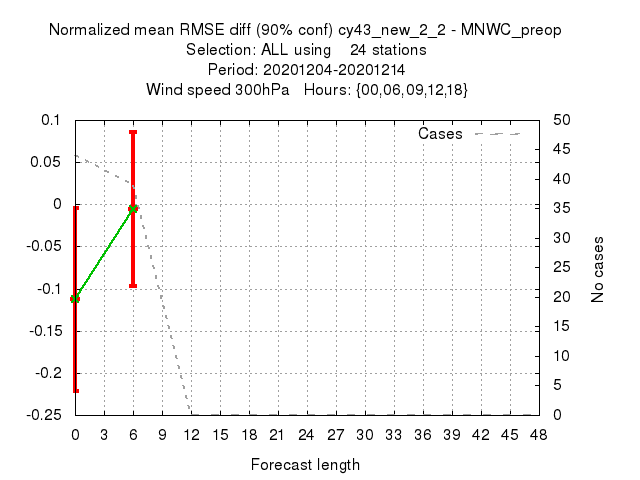 Normalized mean RMSE diff (90% conf) cy43_new_2_2 - MNWC_preop
Selection: ALL using    24 stations
Period: 20201204-20201214
Wind speed 300hPa   Hours: {00,06,09,12,18}
0.1
0.05
0
-0.05
-0.1
-0.15
-0.2
-0.25
Cases
50
45
40
35
30
25
20
15
10
5
0
No cases
0 3 6 9 12 15 18 21 24 27 30 33 36 39 42 45 48
Forecast length